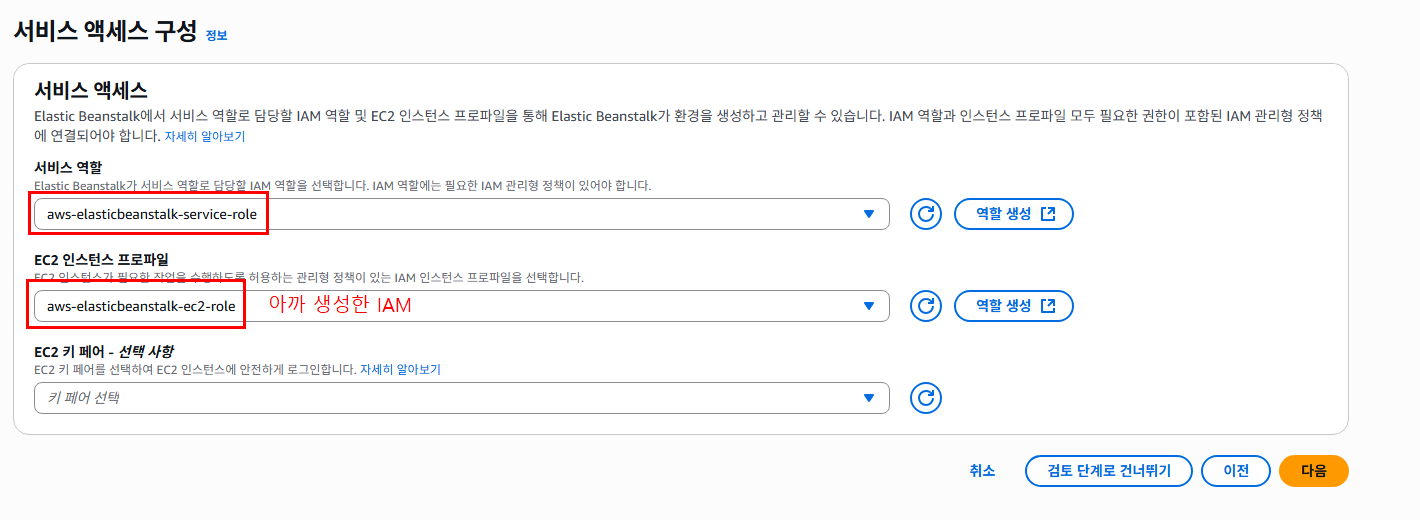 서비스 액세스 구성 정보
서비스 액세스
Elastic Beanstalk에서 서비스 역할로 담당할 IAM 역할 및 EC2 인스턴스 프로파일을 통해 Elastic Beanstalk가 환경을 생성하고 관리할 수 있습니다. IAM 역할과 인스턴스 프로파일 모두 필요한 권한이 포함된 IAM 관리형 정책
에 연결되어야 합니다. 자세히 알아보기
서비스 역할
Elastic Beanstalk가 서비스 역할로 담당할 IAM 역할을 선택합니다. IAM 역할에는 필요한 IAM 관리형 정책이 있어야 합니다.
aws-elasticbeanstalk-service-role 역할 생성
EC2 인스턴스 프로파일
EC2 인스턴스가 필요한 작업을 수행하도록 허용하는 관리형 정책이 있는 IAM 인스턴스 프로파일을 선택합니다.
aws-elasticbeanstalk-ec2-role 아까 생성한 IAM 역할 생성
EC2 키 페어 - 선택 사항
EC2 키 페어를 선택하여 EC2 인스턴스에 안전하게 로그인합니다. 자세히 알아보기
키 페어 선택
취소 검토 단계로 건너뛰기 이전 다음